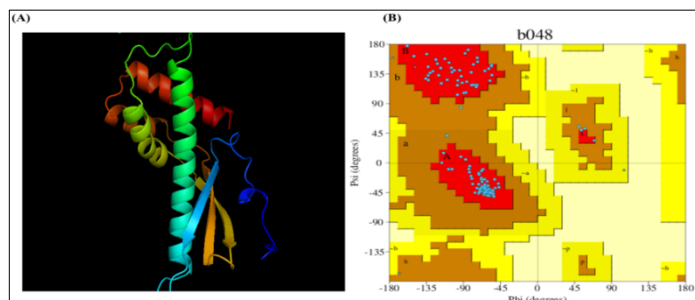 (A)
(B)
b048
180
135
90
45
0
-45
-90
-135
Psi (degrees)
B
b
~b
b
~l
l
a
A
~a
~b
b
~p
p
~b
-180
-135
-90
-45
0
45
90
135
180
Phi (degrees)